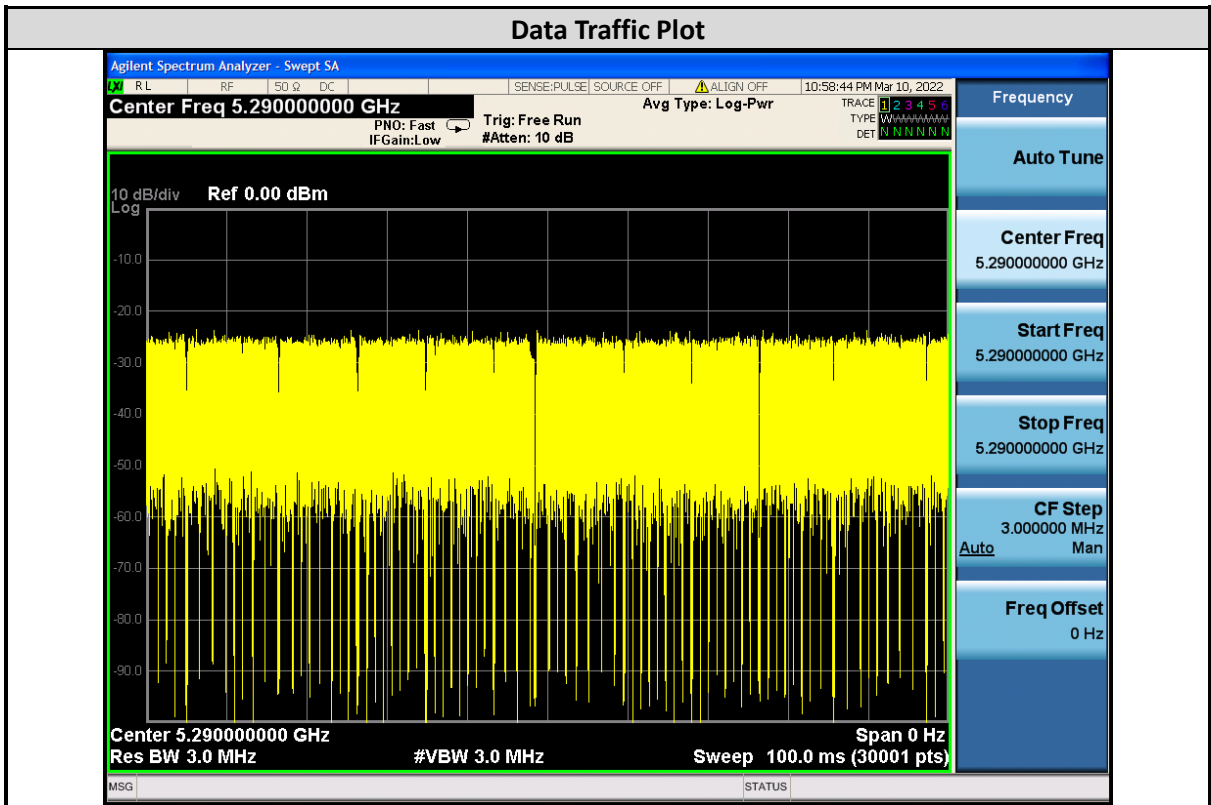 Data Traffic Plot
Agilent Spectrum Analyzer - Swept SA
LXI RL RF 50 Ω DC SENSE:PULSE SOURCE OFF ALIGN OFF 10:58:44 PM Mar 10, 2022
Center Freq 5.290000000 GHz
PNO: Fast
IFGain:Low
Trig: Free Run
#Atten: 10 dB
Avg Type: Log-Pwr
TRACE 1 2 3 4 5 6
TYPE
DET N N N N N N
10 dB/div Ref 0.00 dBm
Log
-10.0
-20.0
-30.0
-40.0
-50.0
-60.0
-70.0
-80.0
-90.0
Center 5.290000000 GHz Span 0 Hz
Res BW 3.0 MHz #VBW 3.0 MHz Sweep 100.0 ms (30001 pts)
MSG STATUS
Frequency
Auto Tune
Center Freq
5.290000000 GHz
Start Freq
5.290000000 GHz
Stop Freq
5.290000000 GHz
CF Step
3.000000 MHz
Auto Man
Freq Offset
0 Hz